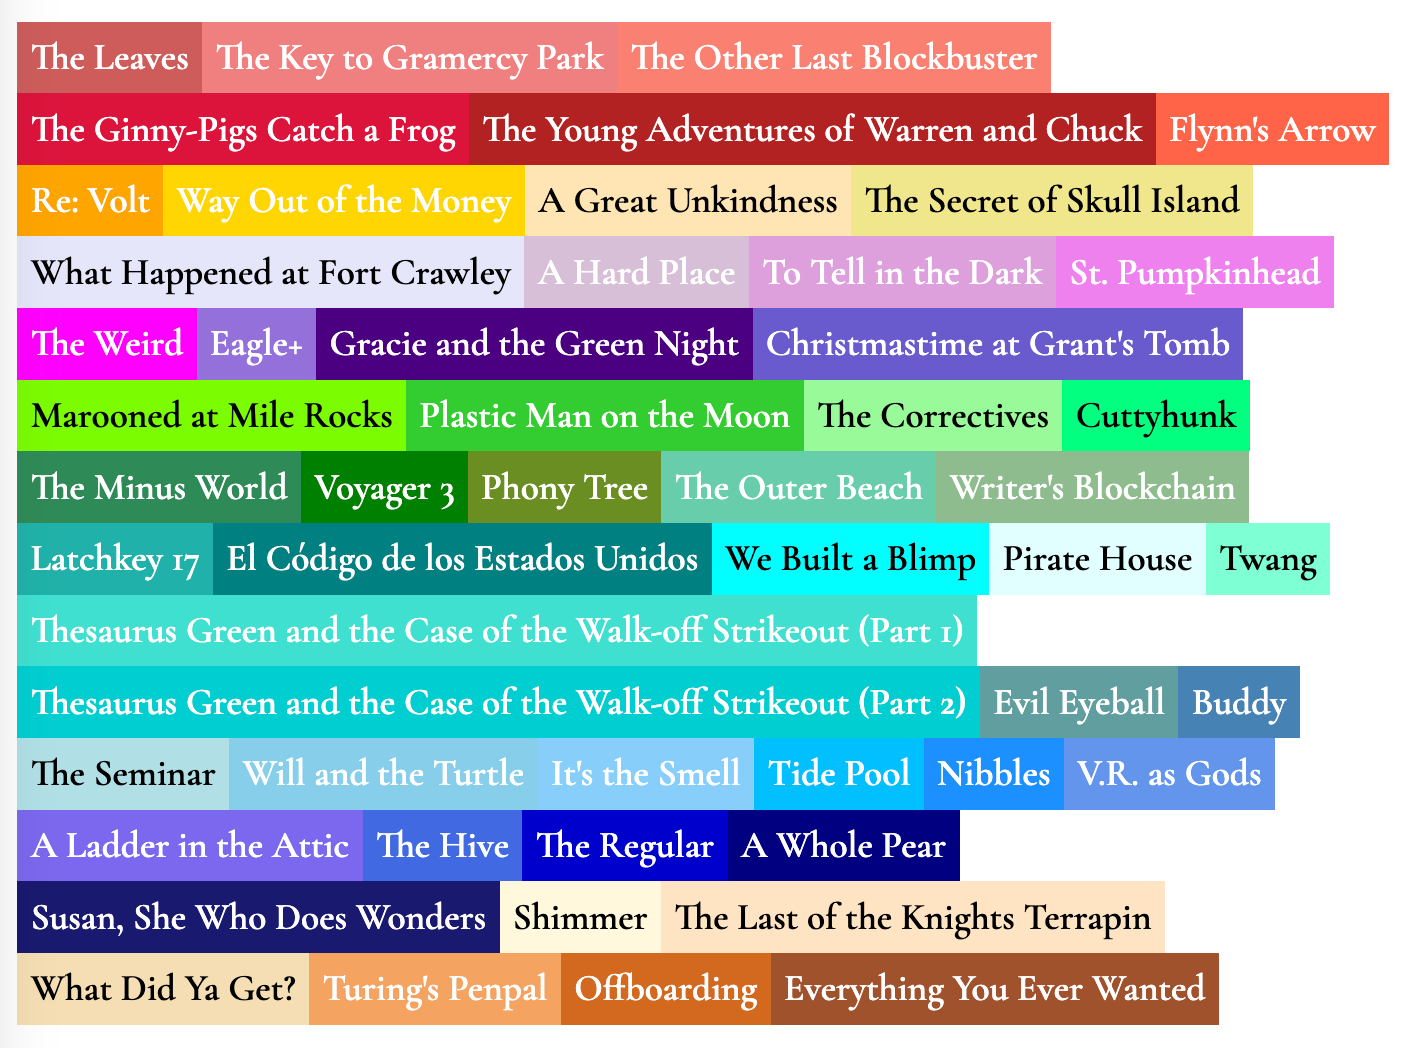 The Leaves The Key to Gramercy Park The Other Last Blockbuster
The Ginny-Pigs Catch a Frog The Young Adventures of Warren and Chuck Flynn's Arrow
Re: Volt Way Out of the Money A Great Unkindness The Secret of Skull Island
What Happened at Fort Crawley A Hard Place To Tell in the Dark St. Pumpkinhead
The Weird Eagle+ Gracie and the Green Night Christmastime at Grant's Tomb
Marooned at Mile Rocks Plastic Man on the Moon The Correctives Cuttyhunk
The Minus World Voyager 3 Phony Tree The Outer Beach Writer's Blockchain
Latchkey 17 El Código de los Estados Unidos We Built a Blimp Pirate House Twang
Thesaurus Green and the Case of the Walk-off Strikeout (Part 1)
Thesaurus Green and the Case of the Walk-off Strikeout (Part 2) Evil Eyeball Buddy
The Seminar Will and the Turtle It's the Smell Tide Pool Nibbles V.R. as Gods
A Ladder in the Attic The Hive The Regular A Whole Pear
Susan, She Who Does Wonders Shimmer The Last of the Knights Terrapin
What Did Ya Get? Turing's Penpal Offboarding Everything You Ever Wanted